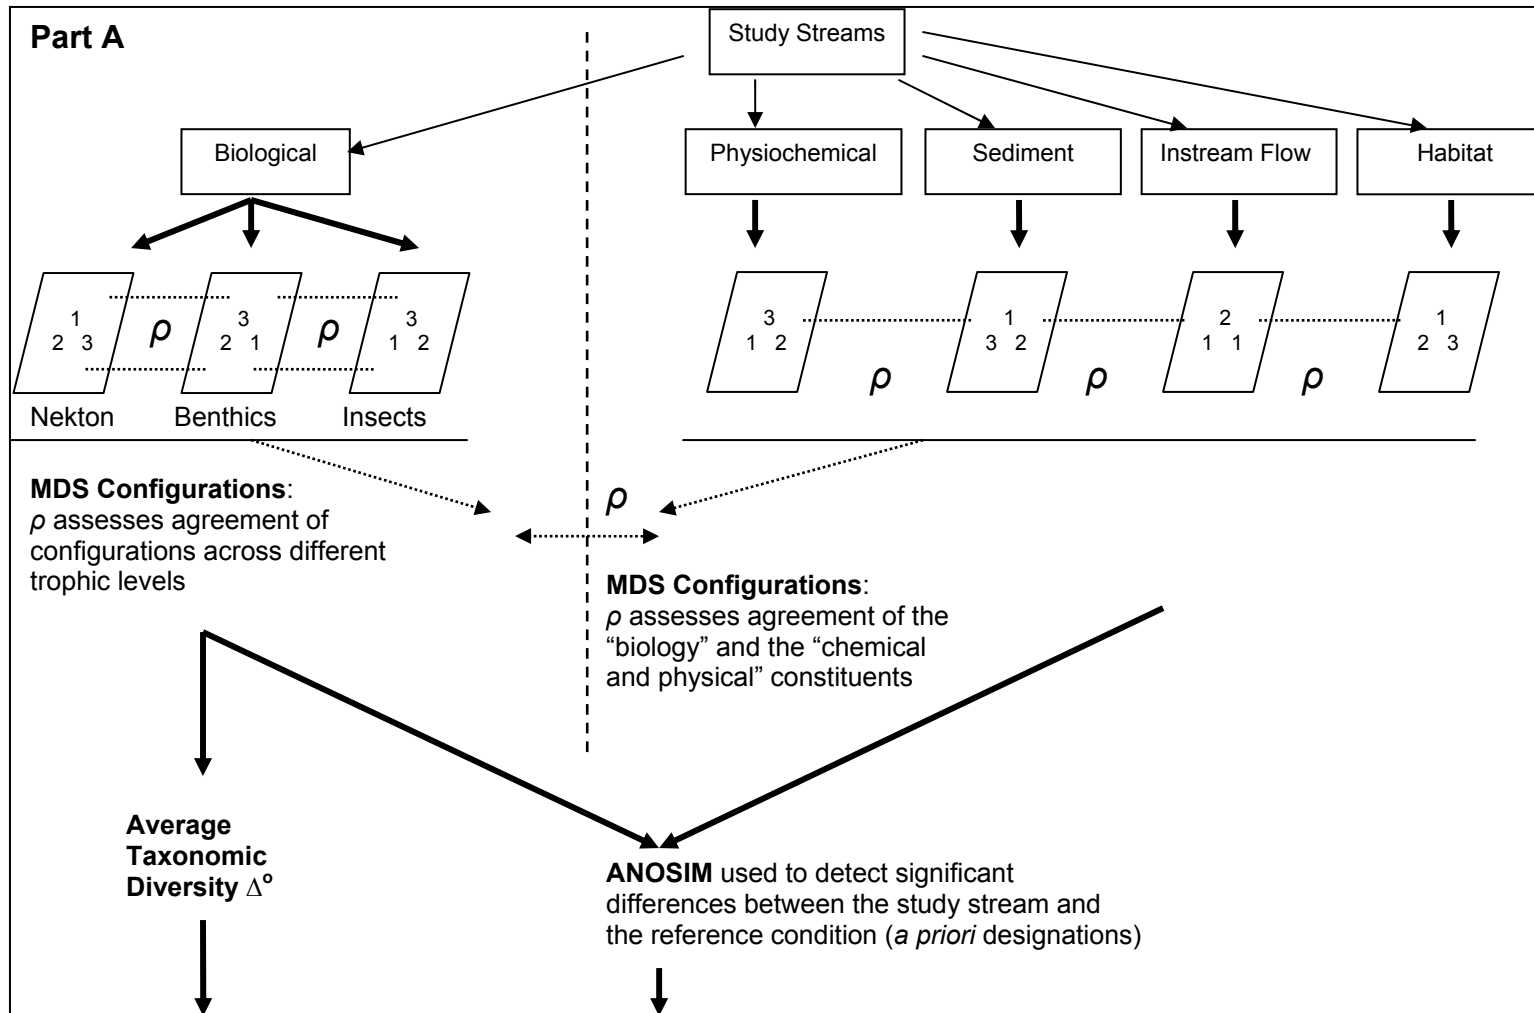 Part A
Study Streams
Biological
Physiochemical
Sediment
Instream Flow
Habitat
1
2 3
ρ
3
2 1
ρ
3
1 2
3
1 2
ρ
1
3 2
ρ
2
1 1
ρ
1
2 3
Nekton
Benthics
Insects
MDS Configurations:
ρ assesses agreement of
configurations across different
trophic levels
ρ
MDS Configurations:
ρ assesses agreement of the
“biology” and the “chemical
and physical” constituents
Average
Taxonomic
Diversity Δº
ANOSIM used to detect significant
differences between the study stream and
the reference condition (a priori designations)